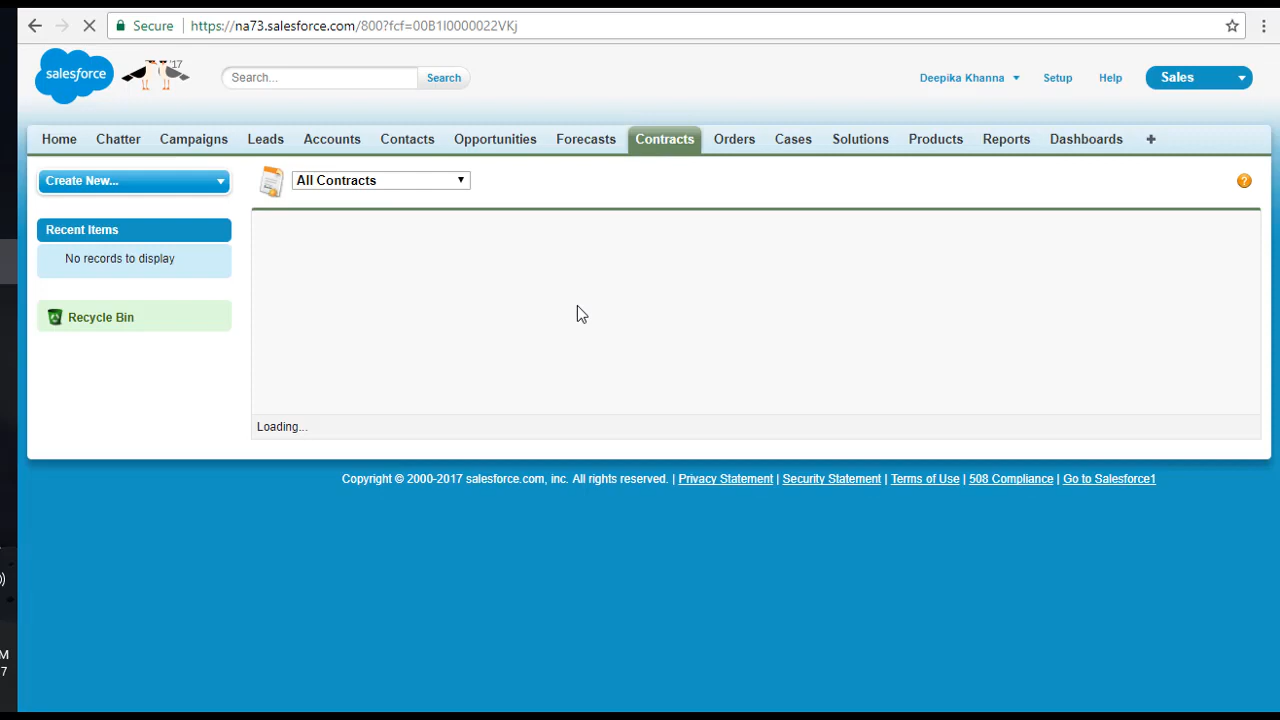 Secure https://na73.salesforce.com/800?fcf=00B1I0000022VKj
salesforce '17 Search... Search Deepika Khanna Setup Help Sales
Home Chatter Campaigns Leads Accounts Contacts Opportunities Forecasts Contracts Orders Cases Solutions Products Reports Dashboards +
Create New... All Contracts ?
Recent Items
No records to display
Recycle Bin
Loading...
Copyright © 2000-2017 salesforce.com, inc. All rights reserved. | Privacy Statement | Security Statement | Terms of Use | 508 Compliance | Go to Salesforce1
M
7